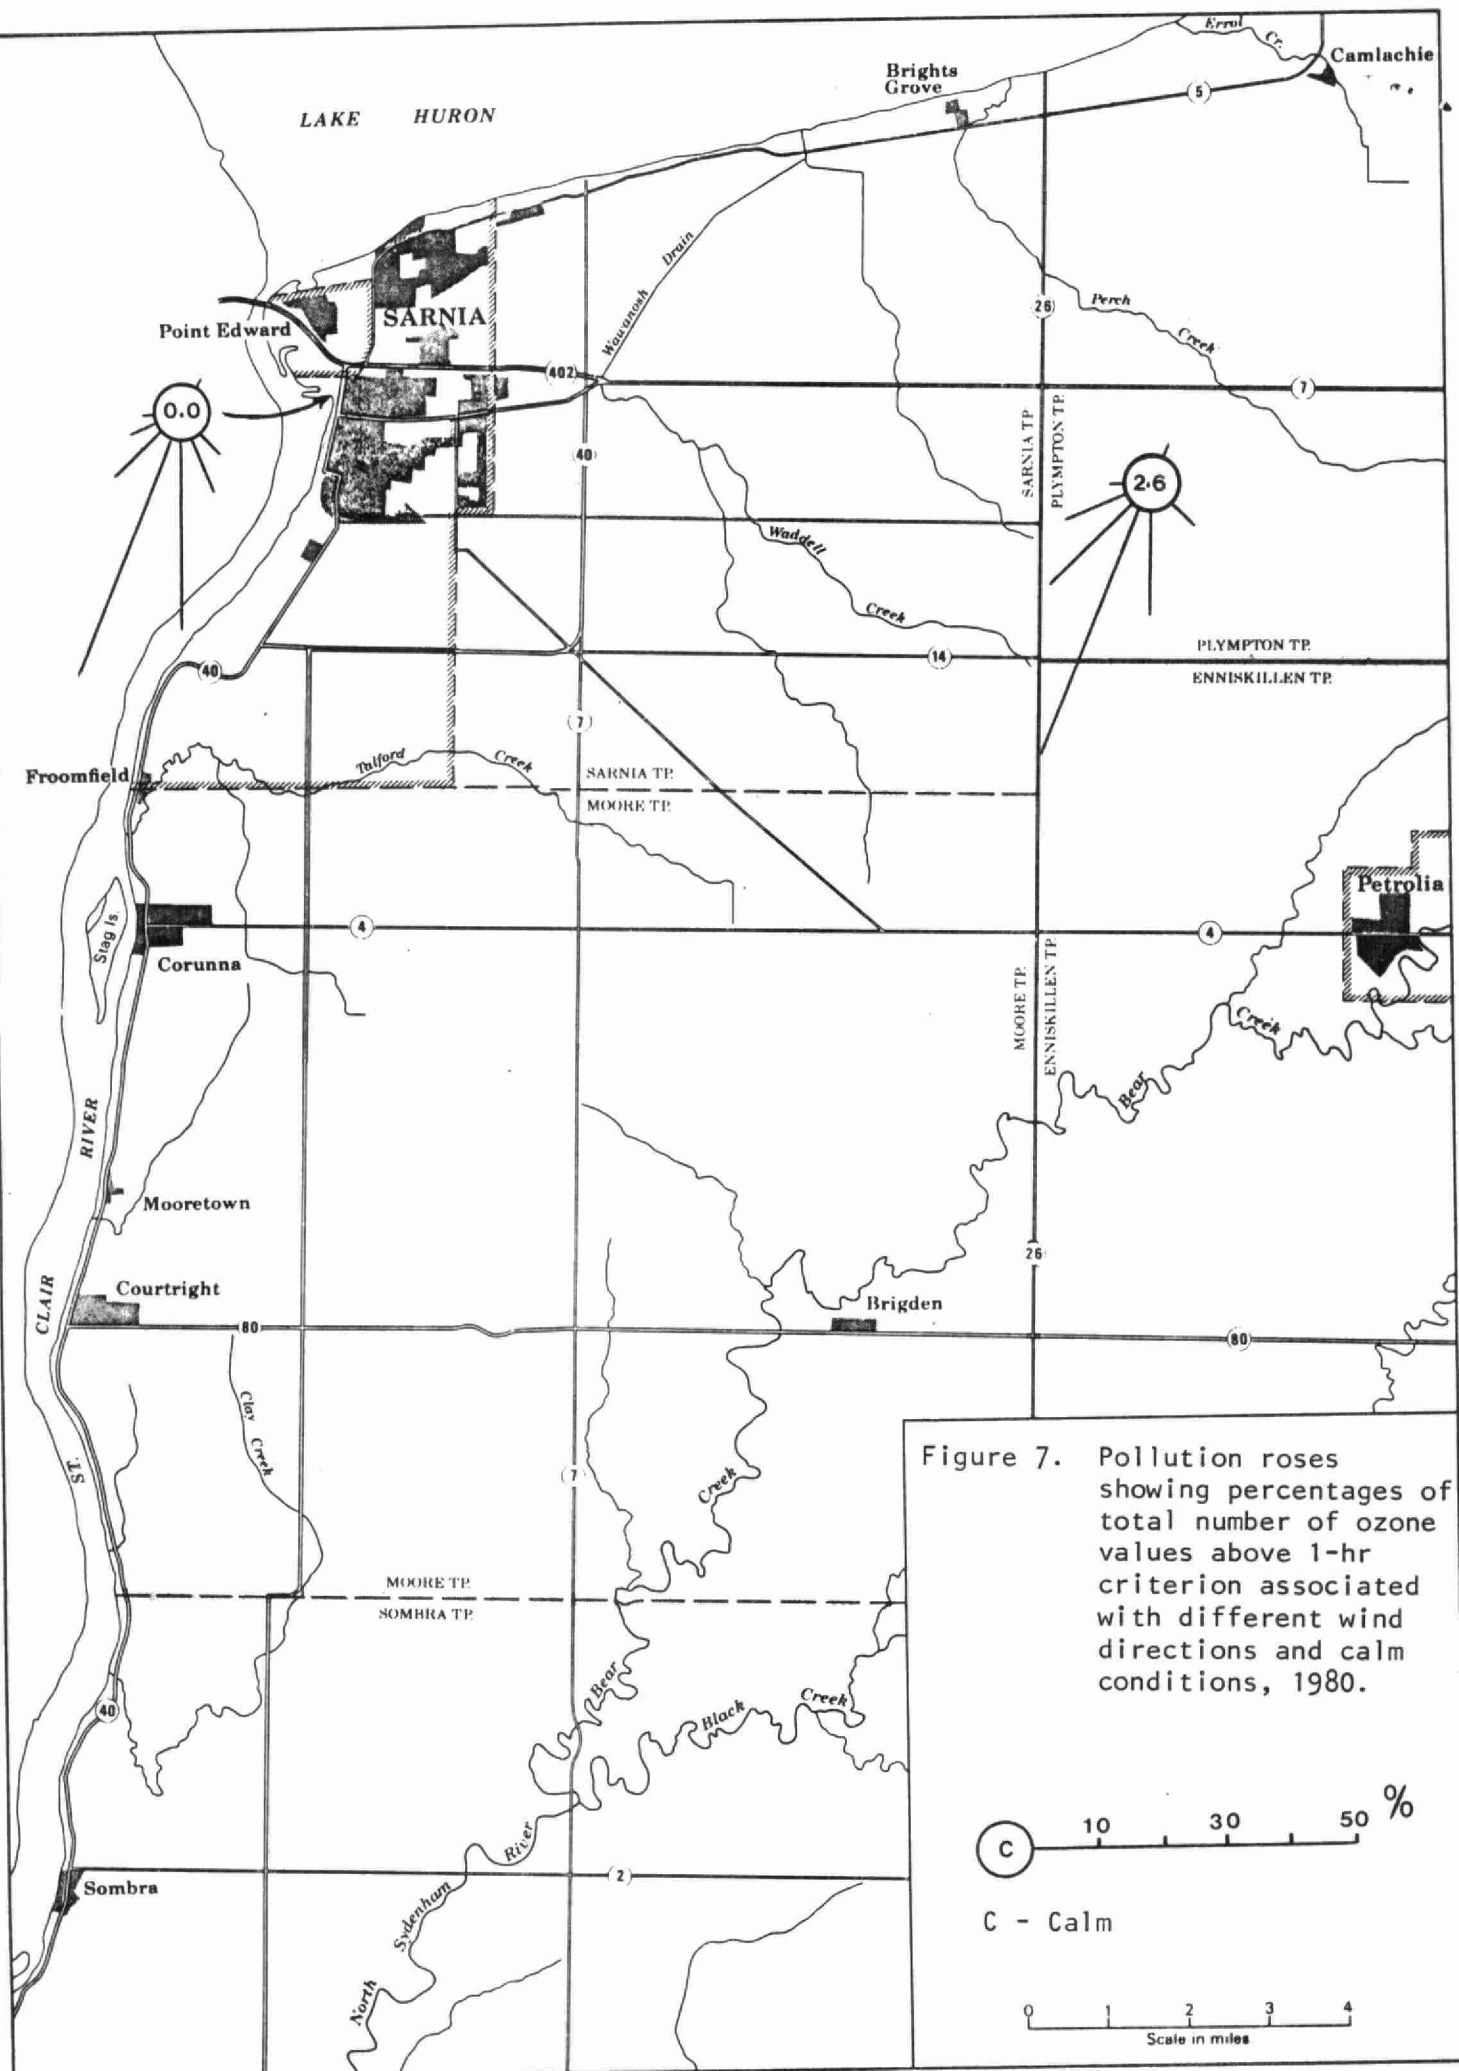 Errol
Cr.
Camlachie
Brights
Grove
5
LAKE HURON
Drain
Wawanosh
26
Perch
Creek
Point Edward
SARNIA
402
7
0.0
40
SARNIA TP.
PLYMPTON TP.
2.6
Waddell
Creek
14
PLYMPTON TP.
ENNISKILLEN TP.
40
7
Talford
Creek
Froomfield
SARNIA TP.
MOORE TP.
Petrolia
Stag Is.
4
4
Corunna
MOORE TP.
ENNISKILLEN TP.
Creek
Bear
RIVER
Mooretown
26
CLAIR
Courtright
Brigden
80
80
Clay
Creek
ST.
7
Creek
Figure 7. Pollution roses
showing percentages of
total number of ozone
values above 1-hr
criterion associated
with different wind
directions and calm
conditions, 1980.
MOORE TP.
SOMBRA TP.
Bear
40
Black
Creek
10 30 50 %
C
River
2
Sombra
Sydenham
C - Calm
North
0 1 2 3 4
Scale in miles